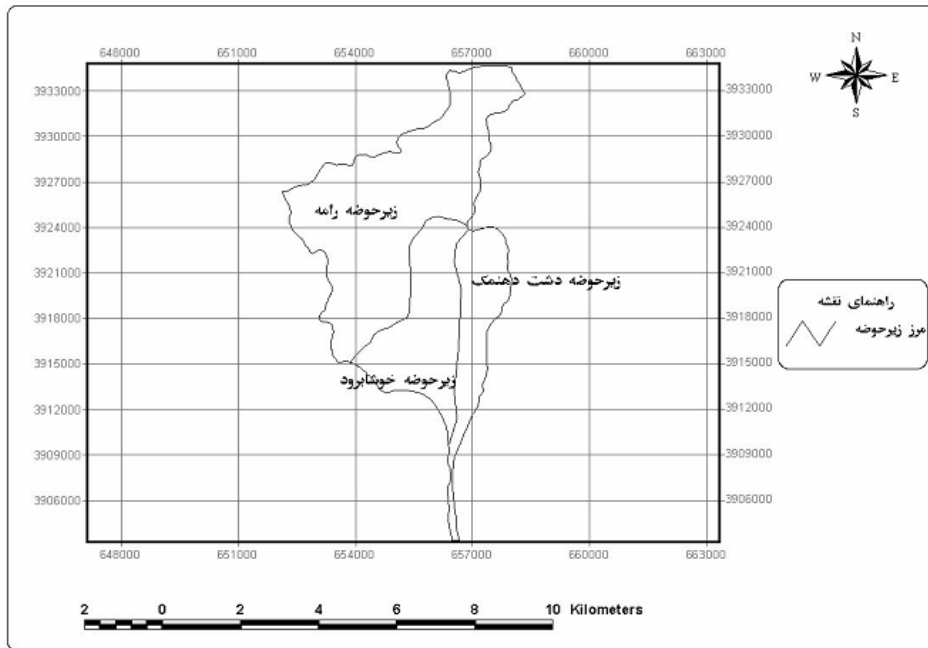 648000 651000 654000 657000 660000 663000
N
W E
S
3933000 3933000
3930000 3930000
3927000 3927000
زیرحوضه رامه
3924000 3924000
زیرحوضه دشت دهنمک
3921000 3921000
راهنمای نقشه
مرز زیرحوضه
3918000 3918000
3915000 3915000
زیرحوضه خوشابرود
3912000 3912000
3909000 3909000
3906000 3906000
648000 651000 654000 657000 660000 663000
2 0 2 4 6 8 10 Kilometers